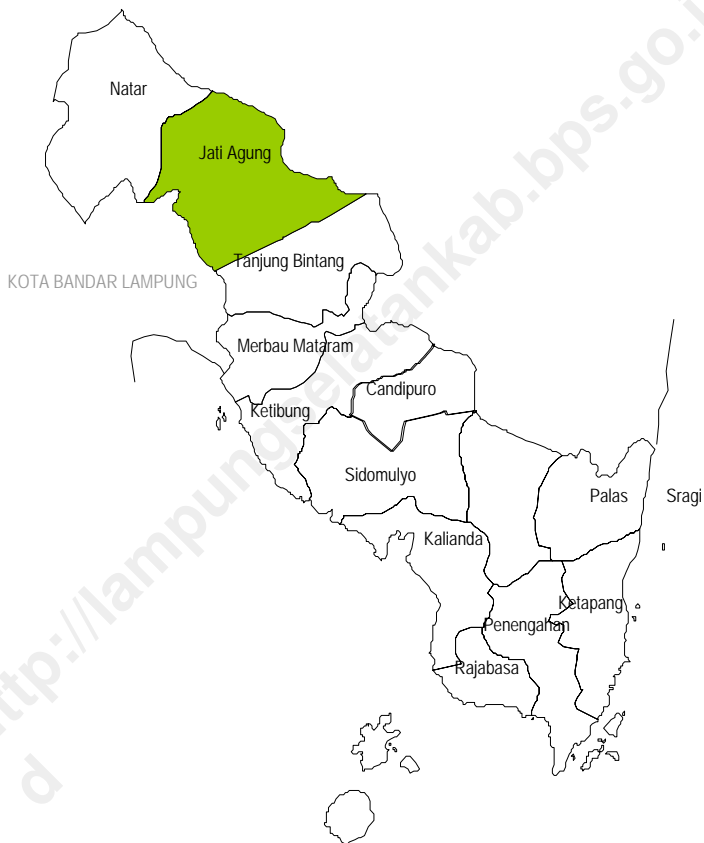 Natar
Jati Agung
Tanjung Bintang
KOTA BANDAR LAMPUNG
Merbau Mataram
Candipuro
Ketibung
Sidomulyo
Palas
Sragi
Kalianda
Ketapang
Penengahan
Rajabasa
http://lampungselatankab.bps.go.i
d